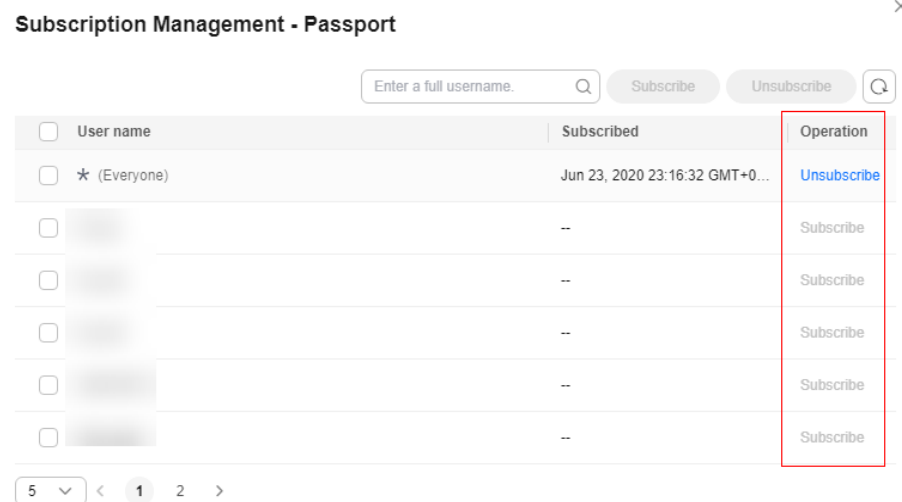 Subscription Management - Passport
Enter a full username. Subscribe Unsubscribe
User name Subscribed Operation
* (Everyone) Jun 23, 2020 23:16:32 GMT+0... Unsubscribe
-- Subscribe
-- Subscribe
-- Subscribe
-- Subscribe
-- Subscribe
5 < 1 2 >